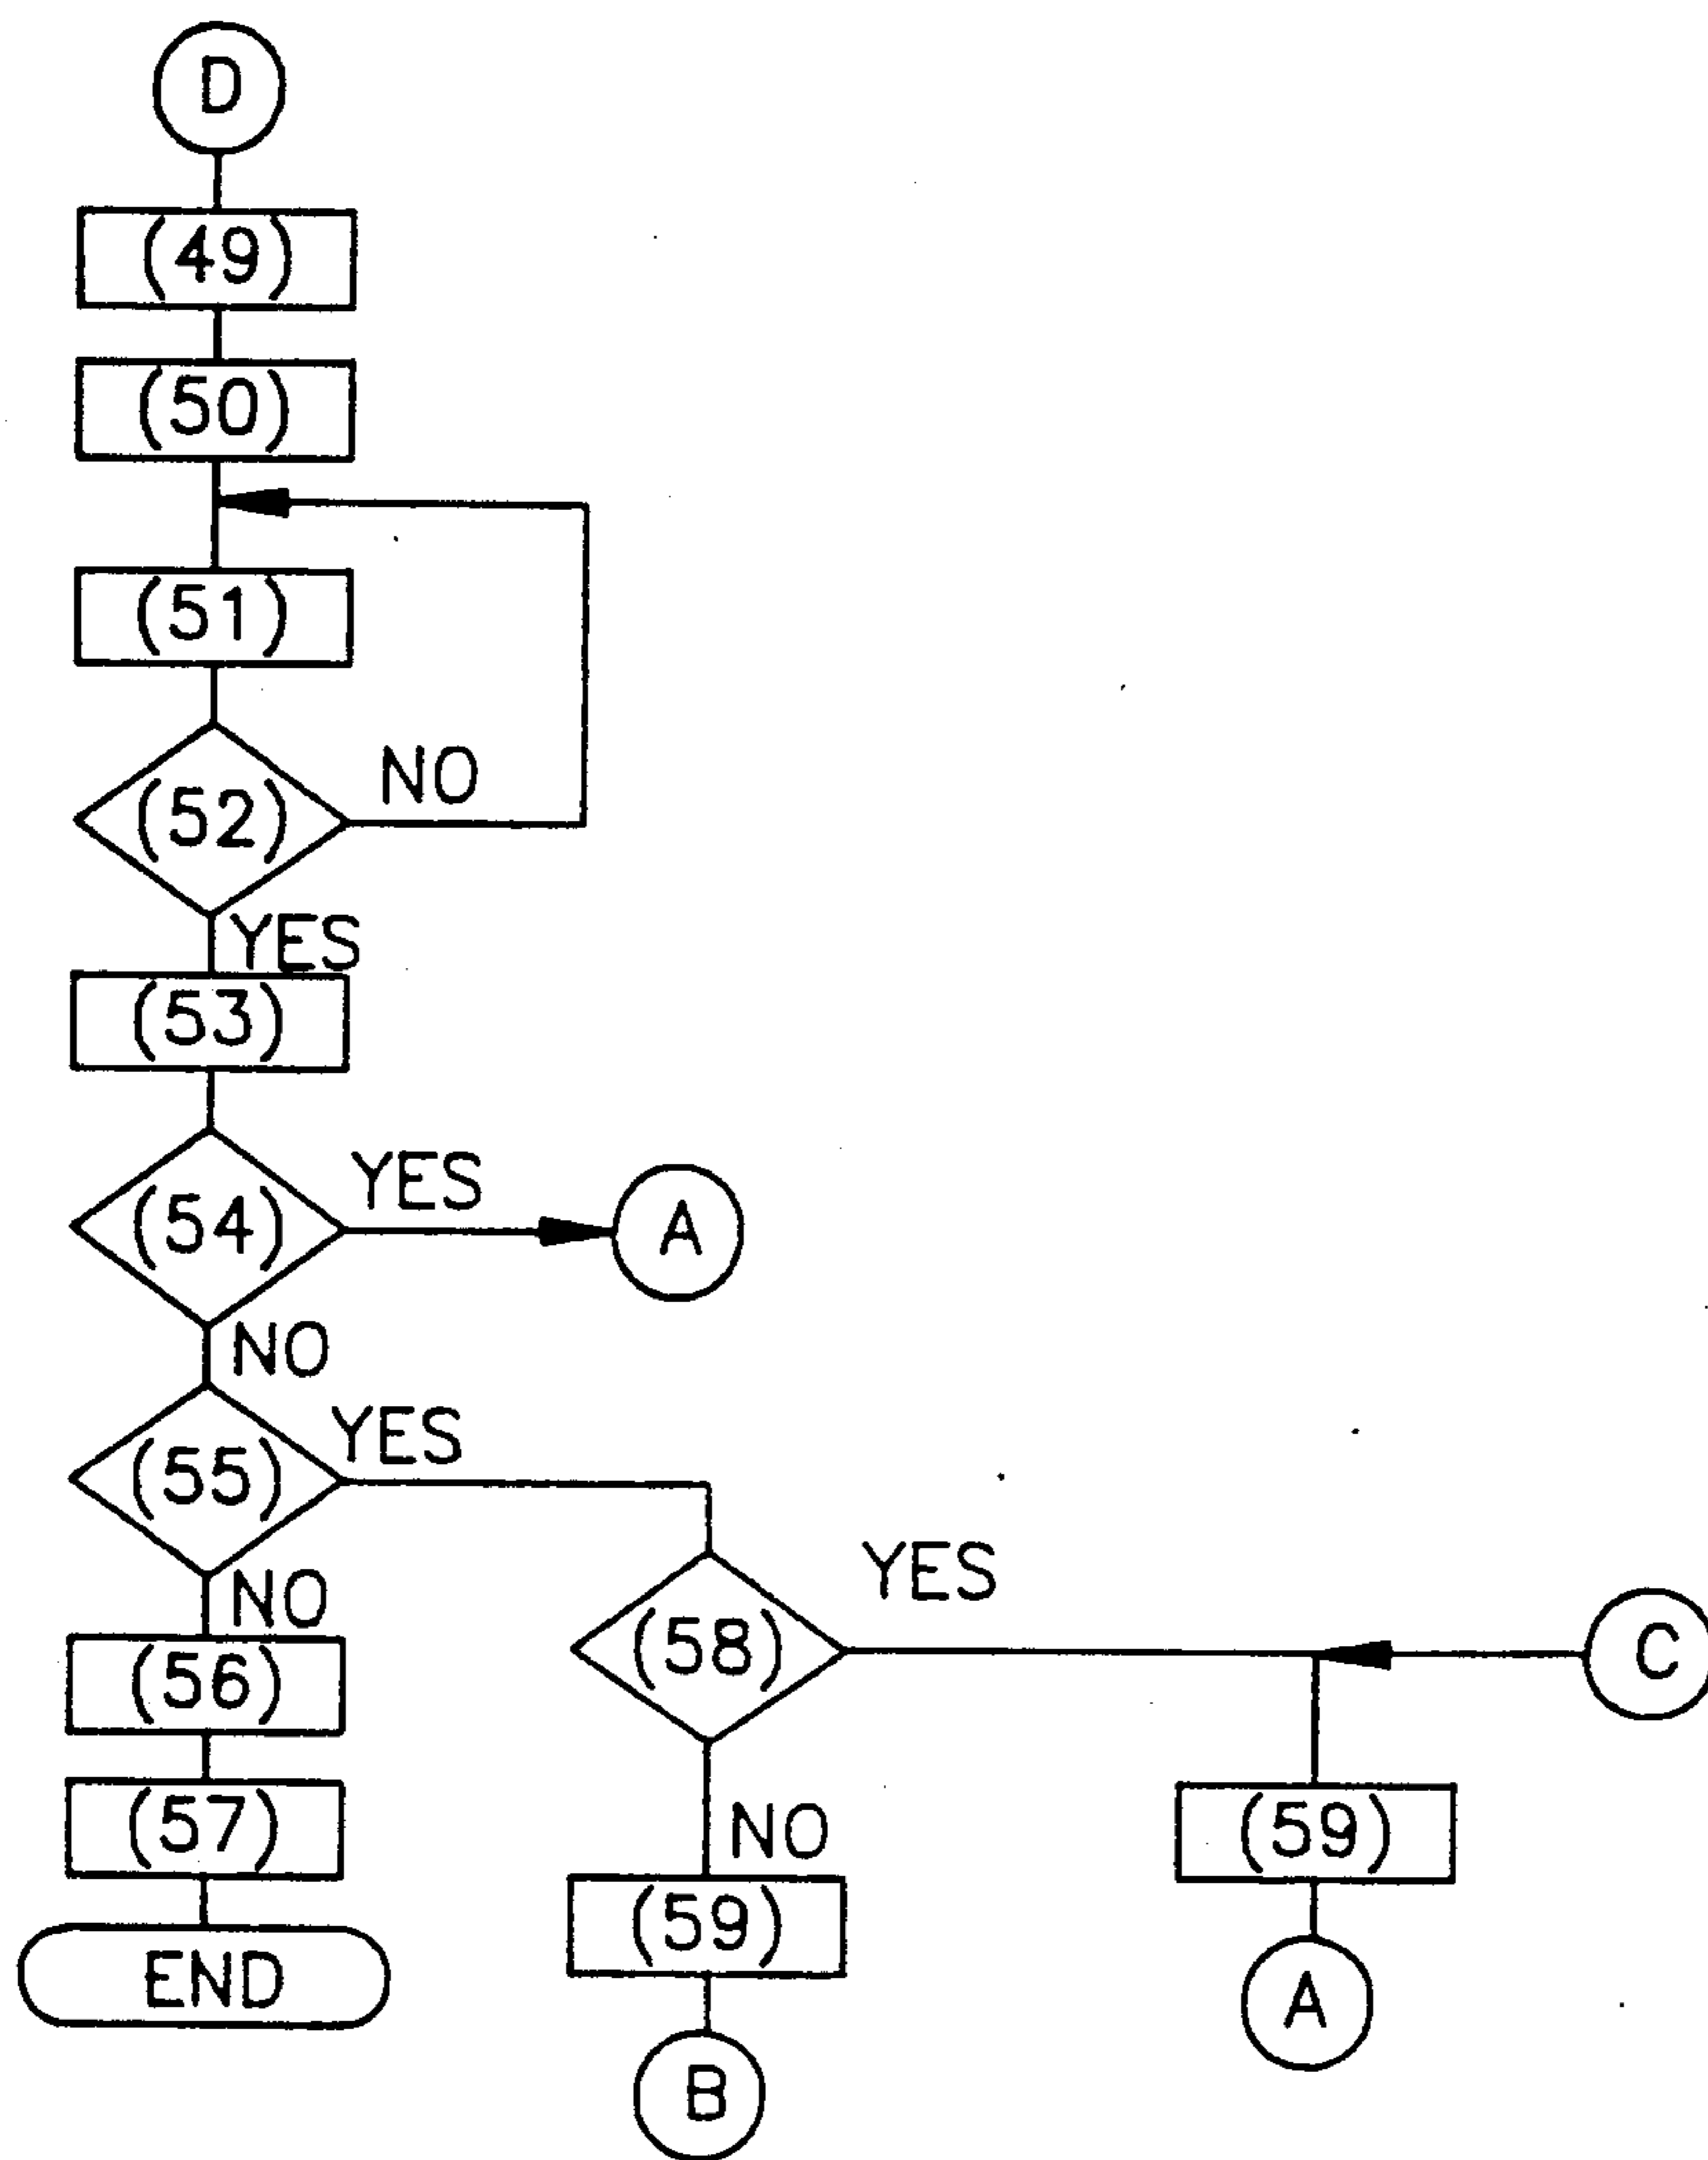 D
(49)
(50)
(51)
(52)
NO
YES
(53)
(54)
YES
A
NO
(55)
YES
NO
(58)
YES
C
(56)
(57)
NO
(59)
(59)
END
A
B